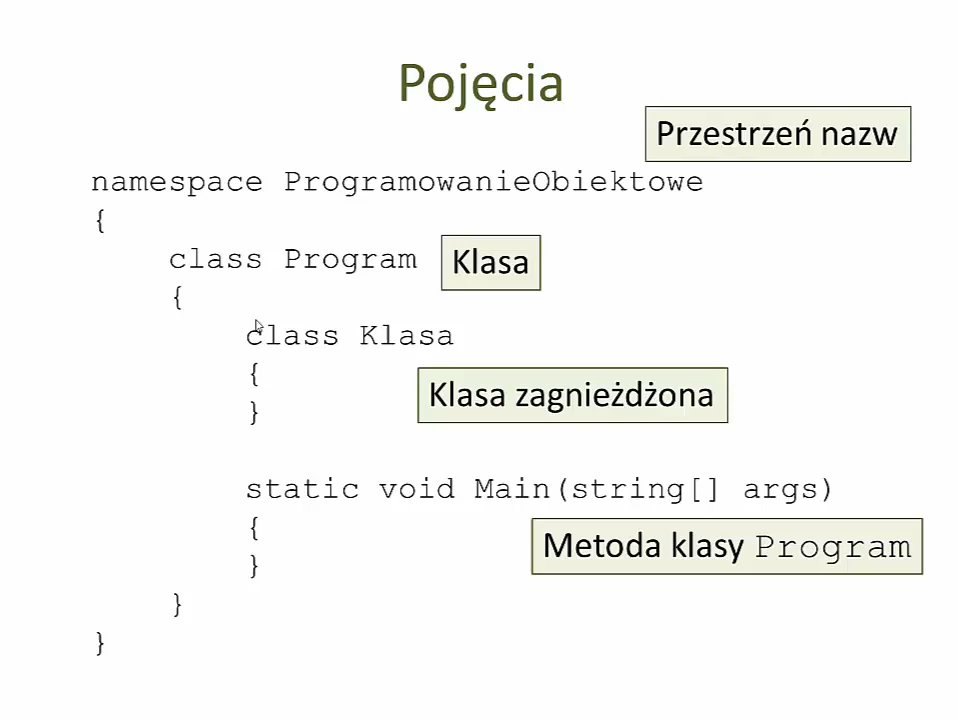 Pojęcia
Przestrzeń nazw
namespace ProgramowanieObiektowe
{
class Program
Klasa
{
class Klasa
{
Klasa zagnieżdżona
}
static void Main(string[] args)
{
Metoda klasy Program
}
}
}